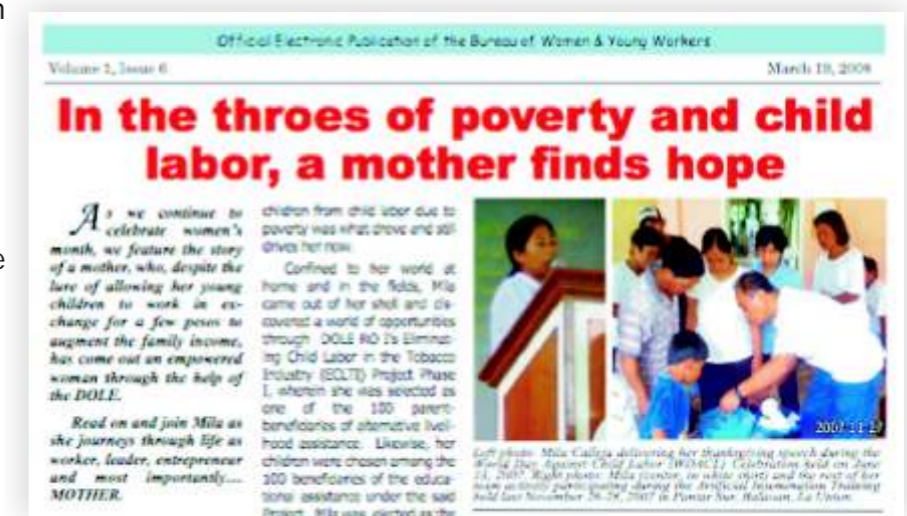 n
e
Official Electronic Publication of the Bureau of Women & Young Workers
Volume 1, Issue 6
March 19, 2008
In the throes of poverty and child
labor, a mother finds hope
As we continue to
celebrate women's
month, we feature the story
of a mother, who, despite the
lure of allowing her young
children to work in ex-
change for a few pesos to
augment the family income,
has come out an empowered
woman through the help of
the DOLE.
Read on and join Mila as
she journeys through life as
worker, leader, entrepreneur
and most importantly....
MOTHER.
children from child labor due to
poverty was what drove and still
drives her now.
Confined to her world at
home and in the fields, Mila
came out of her shell and dis-
covered a world of opportunities
through DOLE RO I's Eliminat-
ing Child Labor in the Tobacco
Industry (ECLTI) Project Phase
I, wherein she was selected as
one of the 100 parent-
beneficiaries of alternative liveli-
hood assistance. Likewise, her
children were chosen among the
100 beneficiaries of the educa-
tional assistance under the said
Project. Mila was elected as the
2007-11-27
Left photo: Mila Calleja delivering her thanksgiving speech during the
World Day Against Child Labor (WDACL) Celebration held on June
2007. Right photo: Mila (center, in white shirt) and the rest of her
team actively participating during the Artificial Insemination Training
held last November 26-28, 2007 in Pantar Sur, Balaoan, La Union.